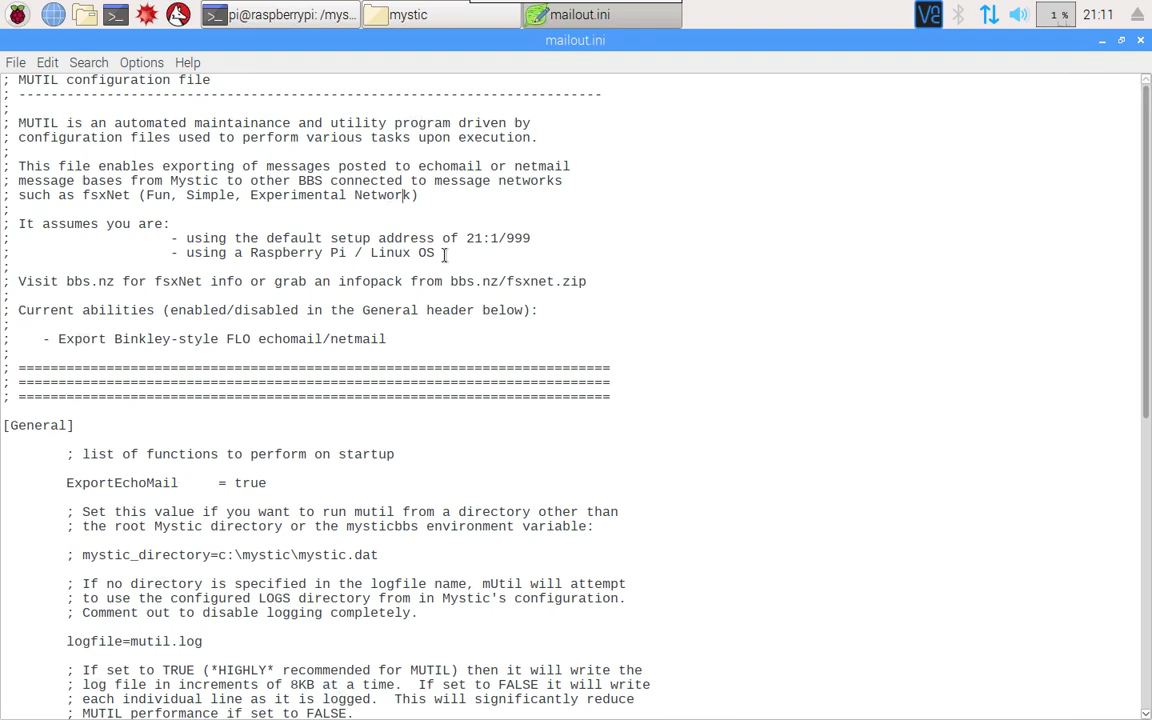 pi@raspberrypi: /mys... mystic mailout.ini 1 % 21:11
mailout.ini
File Edit Search Options Help
; MUTIL configuration file
; -------------------------------------------------------------------------
;
; MUTIL is an automated maintainance and utility program driven by
; configuration files used to perform various tasks upon execution.
;
; This file enables exporting of messages posted to echomail or netmail
; message bases from Mystic to other BBS connected to message networks
; such as fsxNet (Fun, Simple, Experimental Network)
;
; It assumes you are:
; - using the default setup address of 21:1/999
; - using a Raspberry Pi / Linux OS
;
; Visit bbs.nz for fsxNet info or grab an infopack from bbs.nz/fsxnet.zip
;
; Current abilities (enabled/disabled in the General header below):
;
; - Export Binkley-style FLO echomail/netmail
;
; ==========================================================================
; ==========================================================================
; ==========================================================================
[General]
; list of functions to perform on startup
ExportEchoMail = true
; Set this value if you want to run mutil from a directory other than
; the root Mystic directory or the mysticbbs environment variable:
; mystic_directory=c:\mystic\mystic.dat
; If no directory is specified in the logfile name, mUtil will attempt
; to use the configured LOGS directory from in Mystic's configuration.
; Comment out to disable logging completely.
logfile=mutil.log
; If set to TRUE (*HIGHLY* recommended for MUTIL) then it will write the
; log file in increments of 8KB at a time. If set to FALSE it will write
; each individual line as it is logged. This will significantly reduce
; MUTIL performance if set to FALSE.